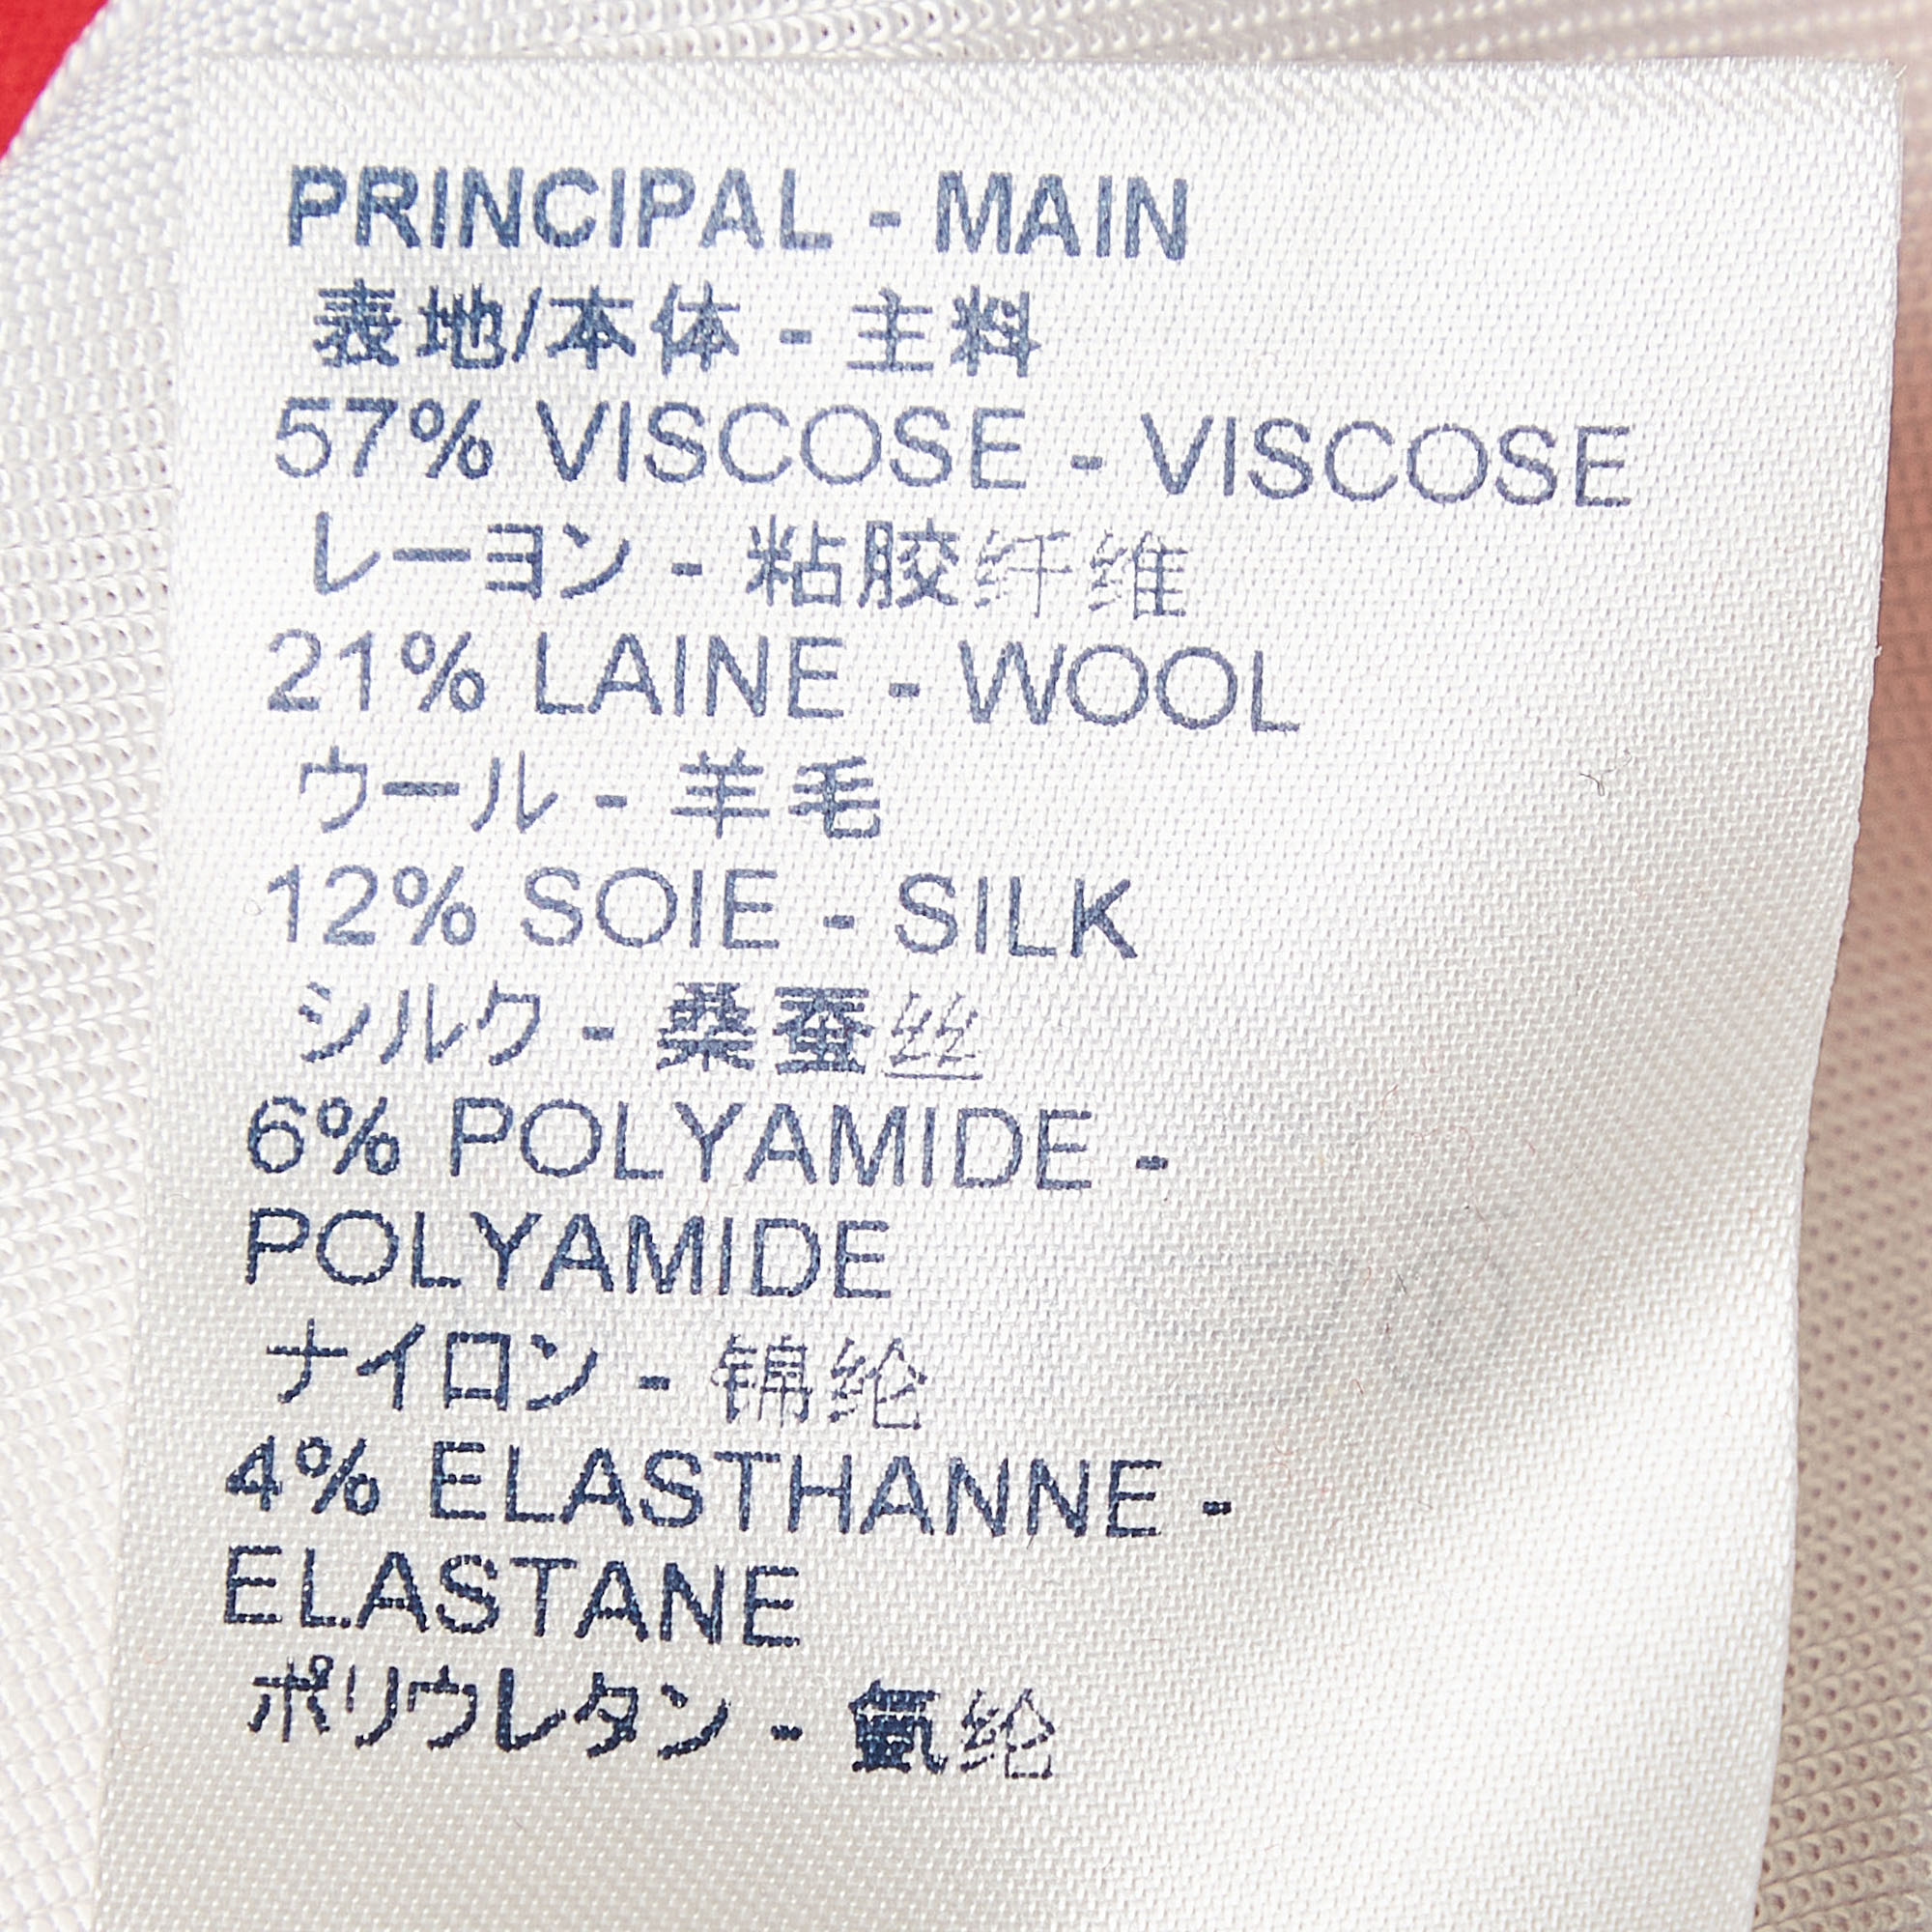 PRINCIPAL - MAIN
表地/本体 - 主料
57% VISCOSE - VISCOSE
レーヨン - 粘胶纤维
21% LAINE - WOOL
ウール - 羊毛
12% SOIE - SILK
シルク - 桑蚕丝
6% POLYAMIDE -
POLYAMIDE
ナイロン - 锦纶
4% ELASTHANNE -
ELASTANE
ポリウレタン - 氨纶